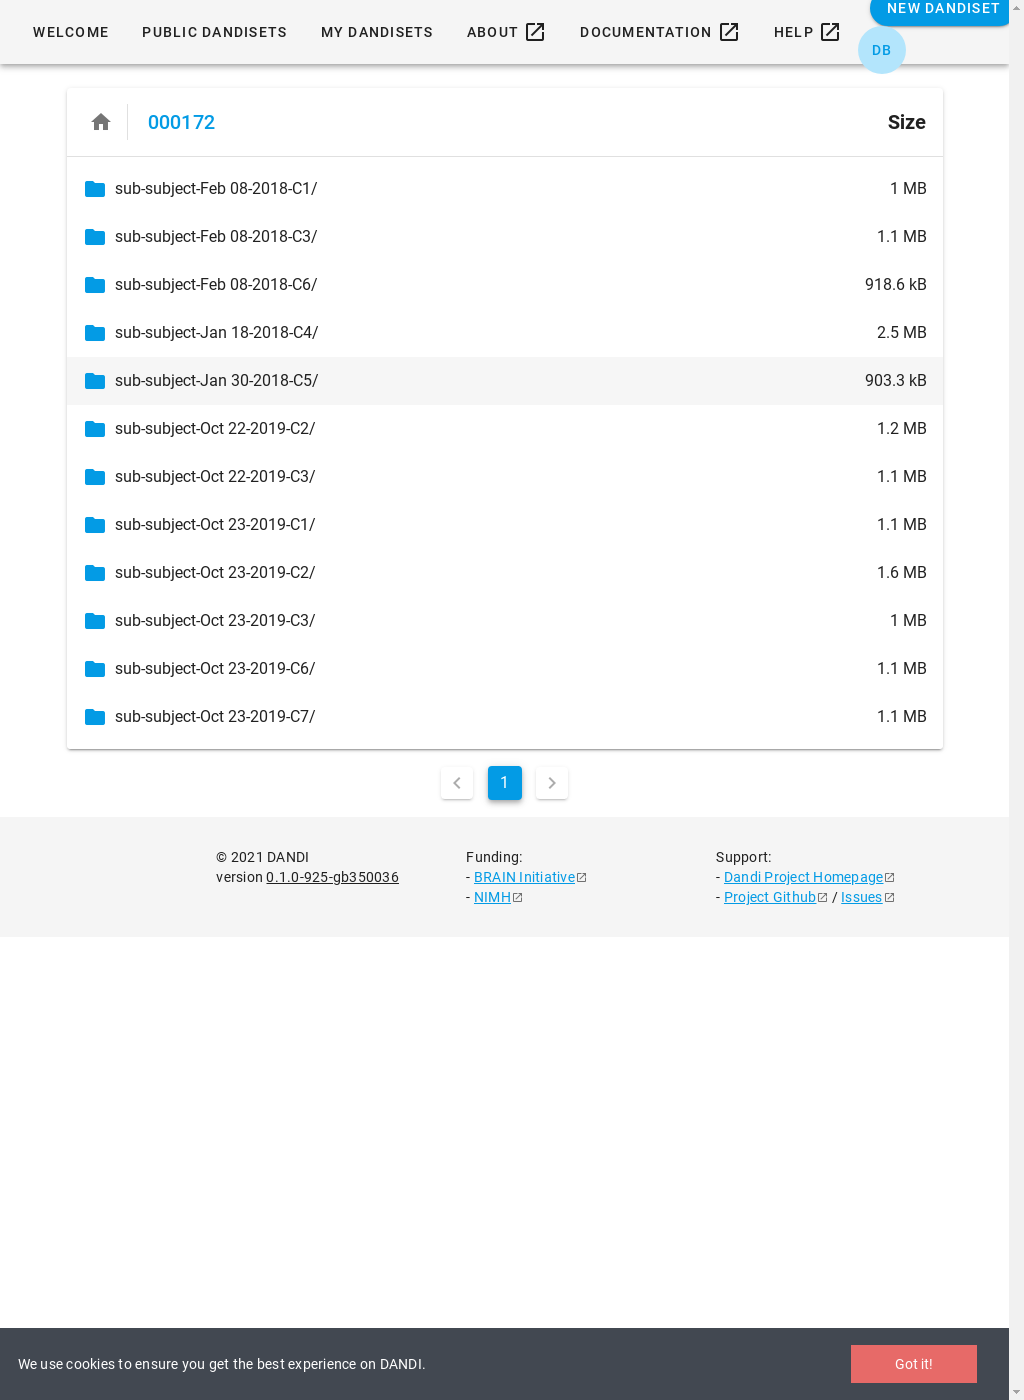 NEW DANDISET
WELCOME PUBLIC DANDISETS MY DANDISETS ABOUT DOCUMENTATION HELP
DB
000172 Size
sub-subject-Feb 08-2018-C1/ 1 MB
sub-subject-Feb 08-2018-C3/ 1.1 MB
sub-subject-Feb 08-2018-C6/ 918.6 kB
sub-subject-Jan 18-2018-C4/ 2.5 MB
sub-subject-Jan 30-2018-C5/ 903.3 kB
sub-subject-Oct 22-2019-C2/ 1.2 MB
sub-subject-Oct 22-2019-C3/ 1.1 MB
sub-subject-Oct 23-2019-C1/ 1.1 MB
sub-subject-Oct 23-2019-C2/ 1.6 MB
sub-subject-Oct 23-2019-C3/ 1 MB
sub-subject-Oct 23-2019-C6/ 1.1 MB
sub-subject-Oct 23-2019-C7/ 1.1 MB
1
© 2021 DANDI
version 0.1.0-925-gb350036
Funding:
- BRAIN Initiative
- NIMH
Support:
- Dandi Project Homepage
- Project Github / Issues
We use cookies to ensure you get the best experience on DANDI. Got it!